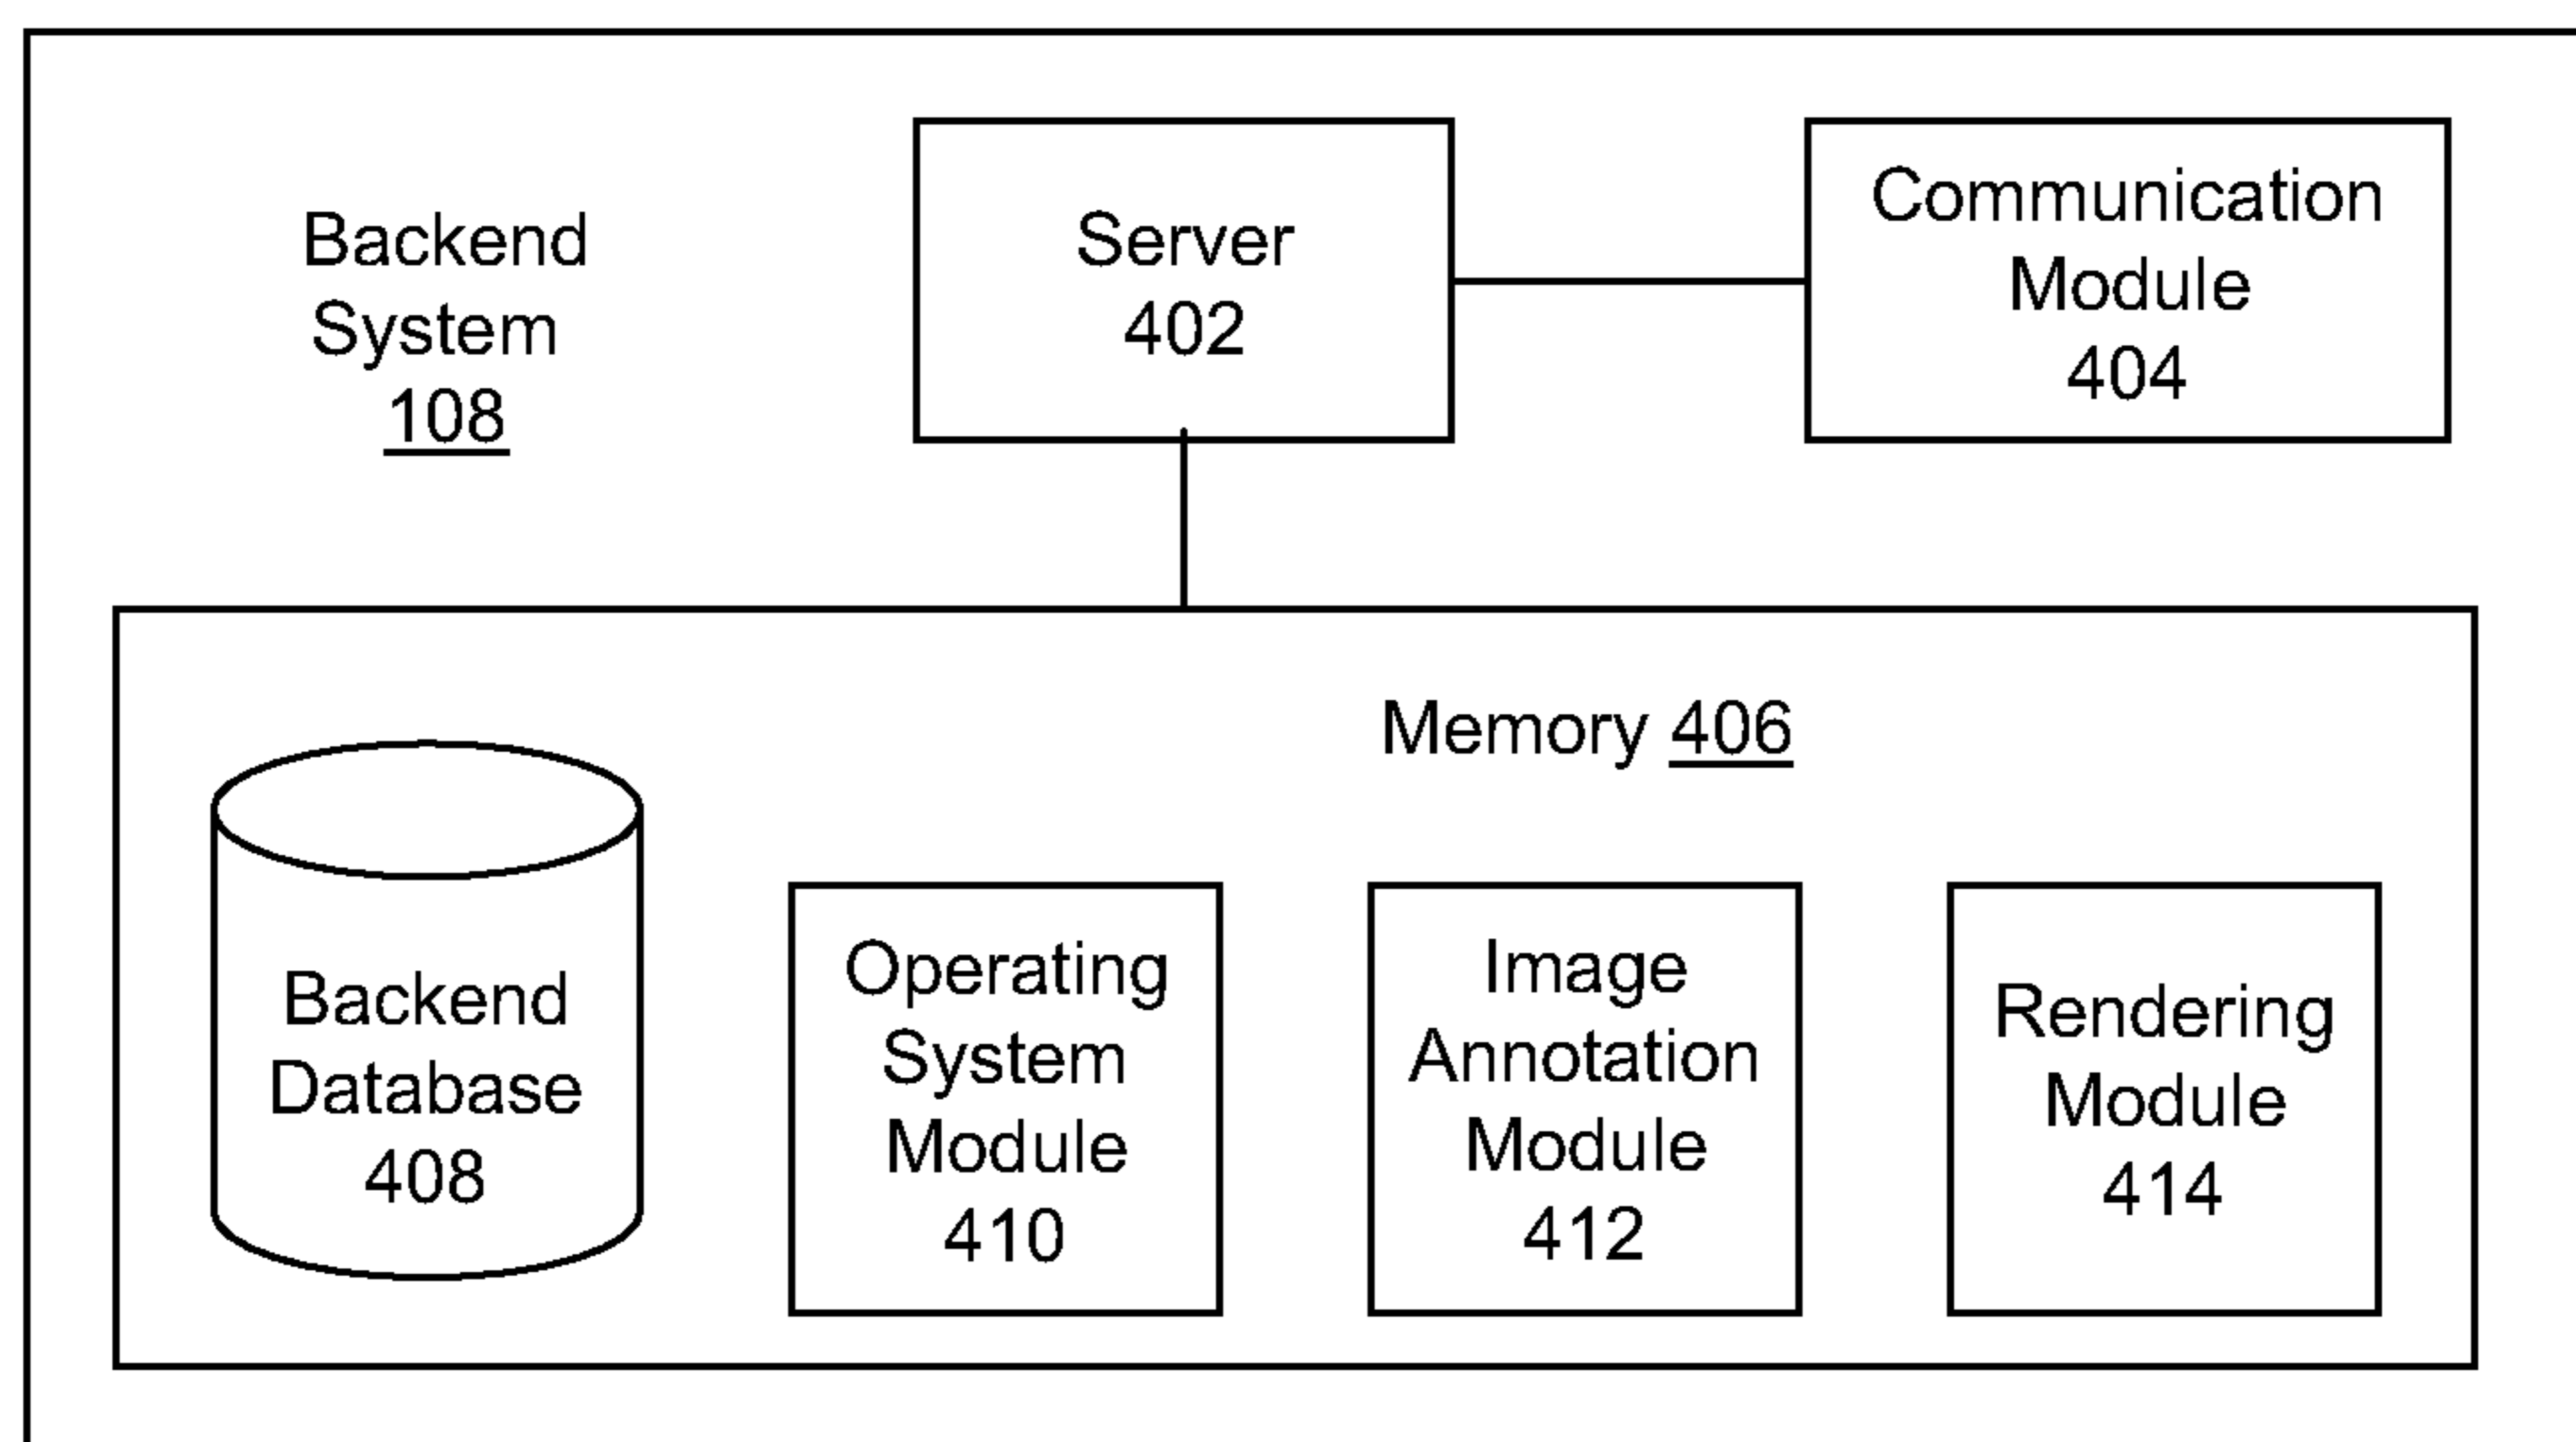 Backend
System
108
Server
402
Communication
Module
404
Memory 406
Backend
Database
408
Operating
System
Module
410
Image
Annotation
Module
412
Rendering
Module
414